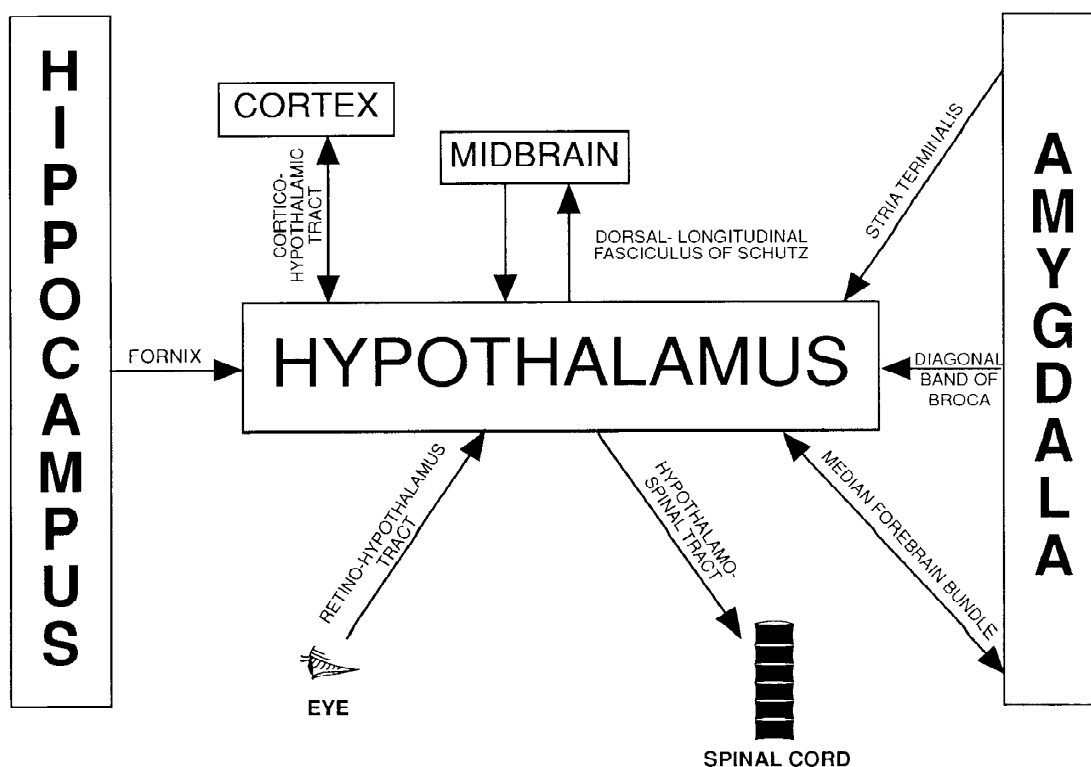 HIPPOCAMPUS
CORTEX
MIDBRAIN
CORTICO-
HYPOTHALAMIC
TRACT
DORSAL- LONGITUDINAL
FASCICULUS OF SCHUTZ
STRIA TERMINALIS
AMYGDALA
FORNIX
HYPOTHALAMUS
DIAGONAL
BAND OF
BROCA
RETINO-HYPOTHALAMUS
TRACT
HYPOTHALAMO-
SPINAL TRACT
MEDIAN FOREBRAIN BUNDLE
EYE
SPINAL CORD